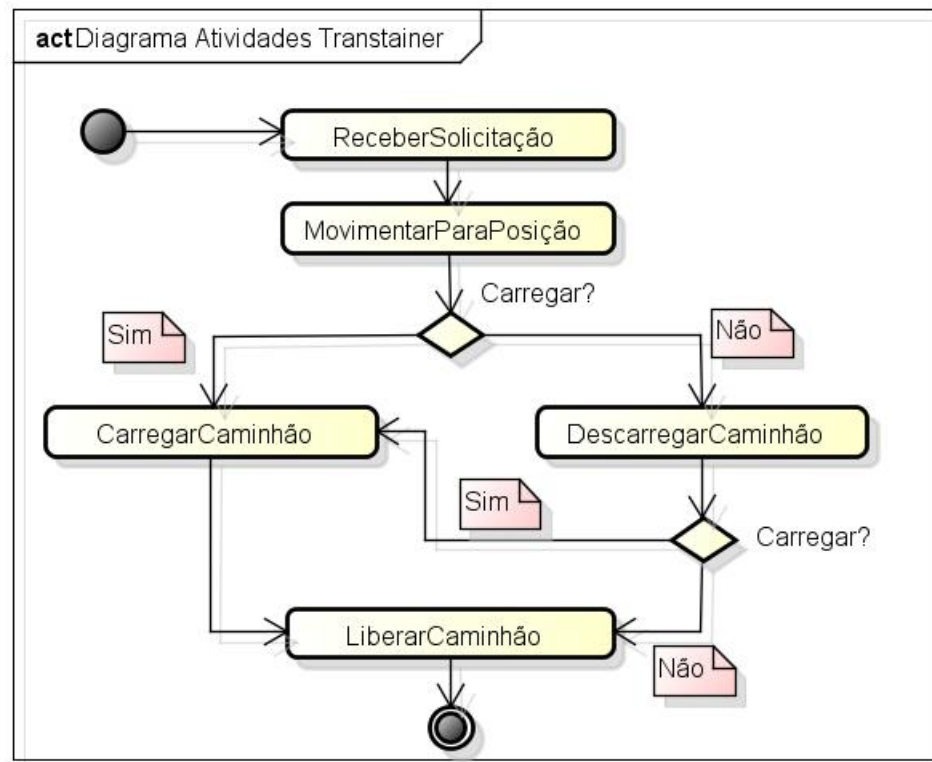 act Diagrama Atividades Transtainer
ReceberSolicitação
MovimentarParaPosição
Carregar?
Sim
Não
CarregarCaminhão
DescarregarCaminhão
Sim
Carregar?
LiberarCaminhão
Não